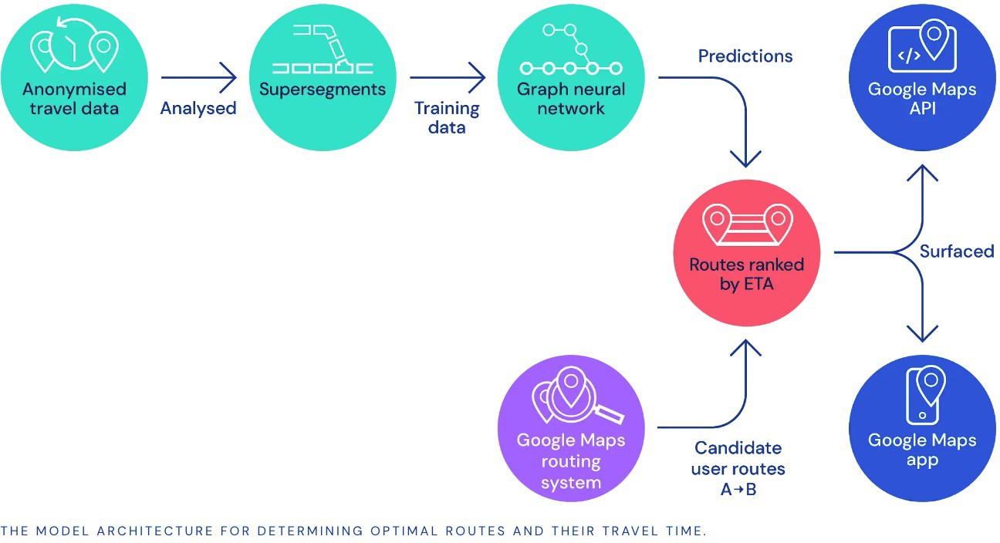 Anonymised
travel data
Analysed
Supersegments
Training
data
Graph neural
network
Predictions
</>
Google Maps
API
Routes ranked
by ETA
Surfaced
Google Maps
routing
system
Candidate
user routes
A→B
Google Maps
app
THE MODEL ARCHITECTURE FOR DETERMINING OPTIMAL ROUTES AND THEIR TRAVEL TIME.